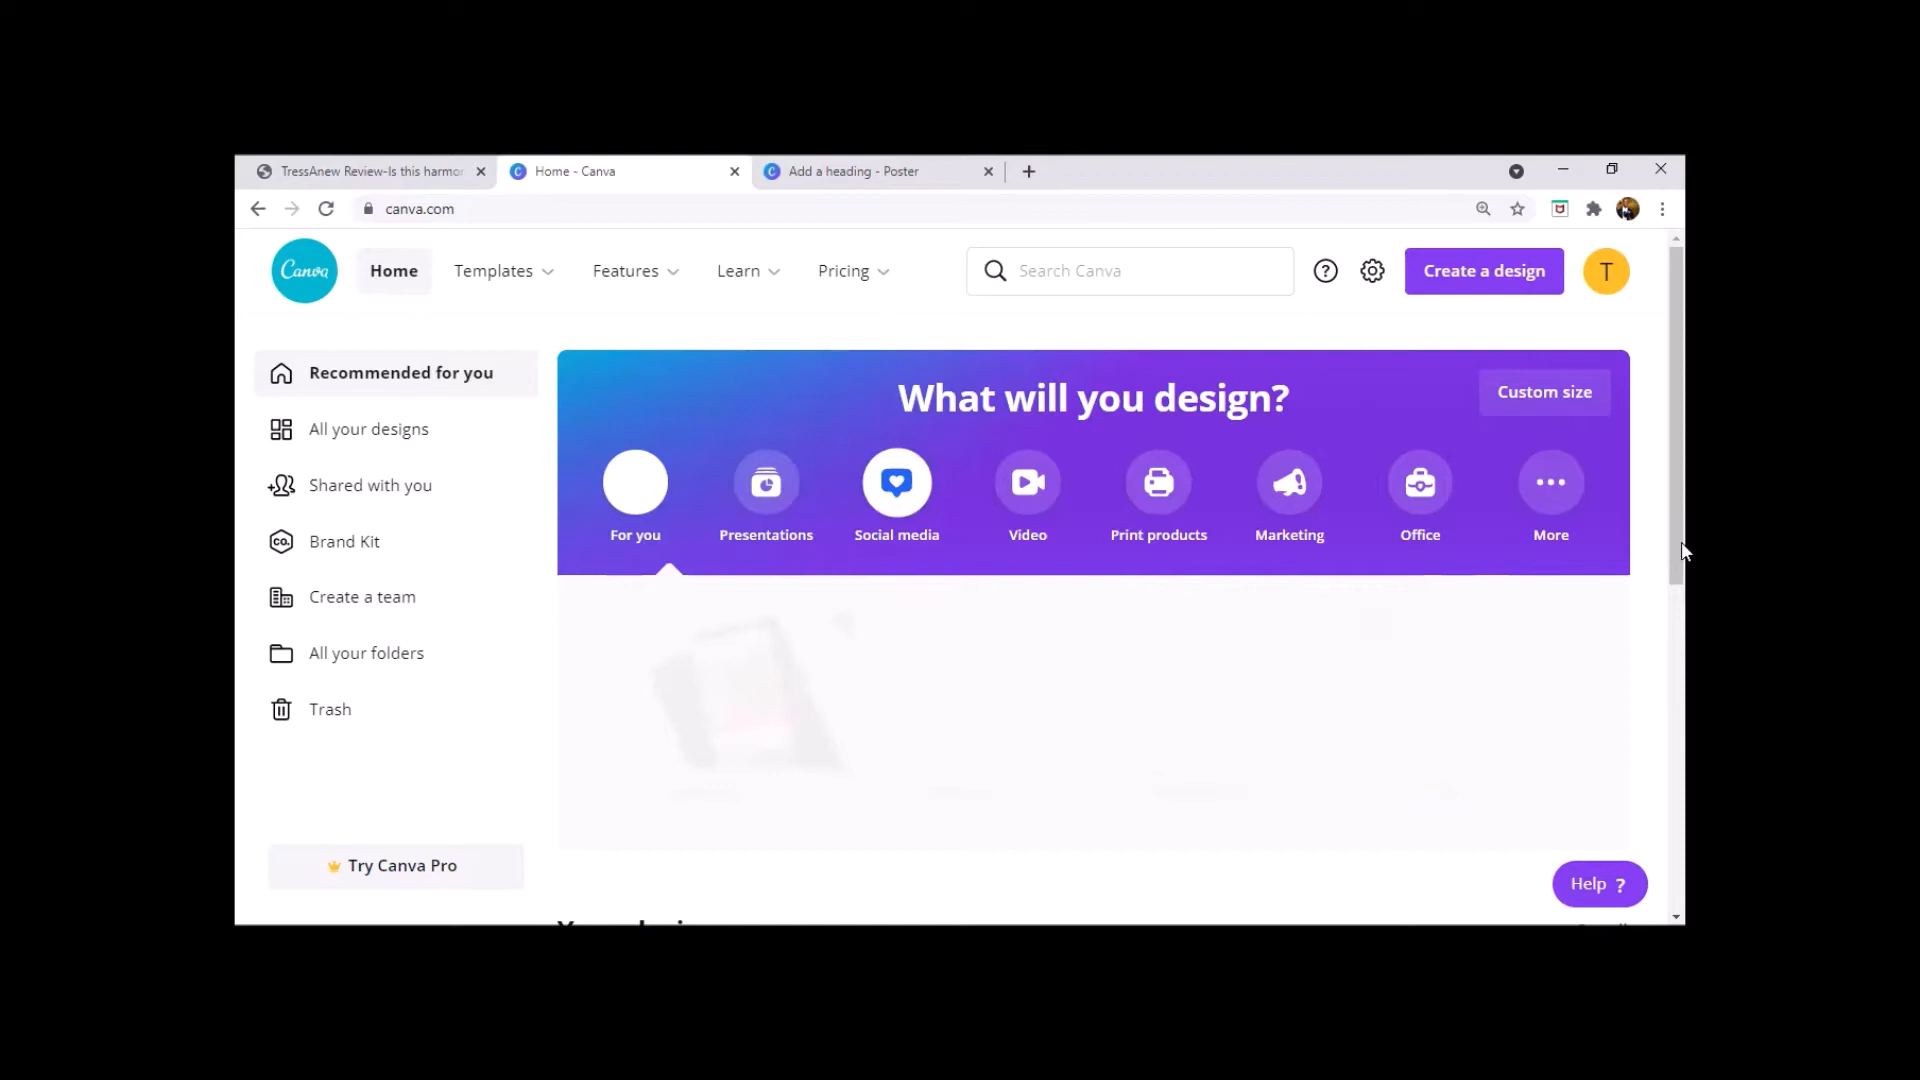 TressAnew Review-Is this harmor
Home - Canva
Add a heading - Poster
canva.com
Canva
Home
Templates
Features
Learn
Pricing
Search Canva
Create a design
T
Recommended for you
All your designs
Shared with you
Brand Kit
Create a team
All your folders
Trash
Try Canva Pro
What will you design?
Custom size
For you
Presentations
Social media
Video
Print products
Marketing
Office
More
Help ?